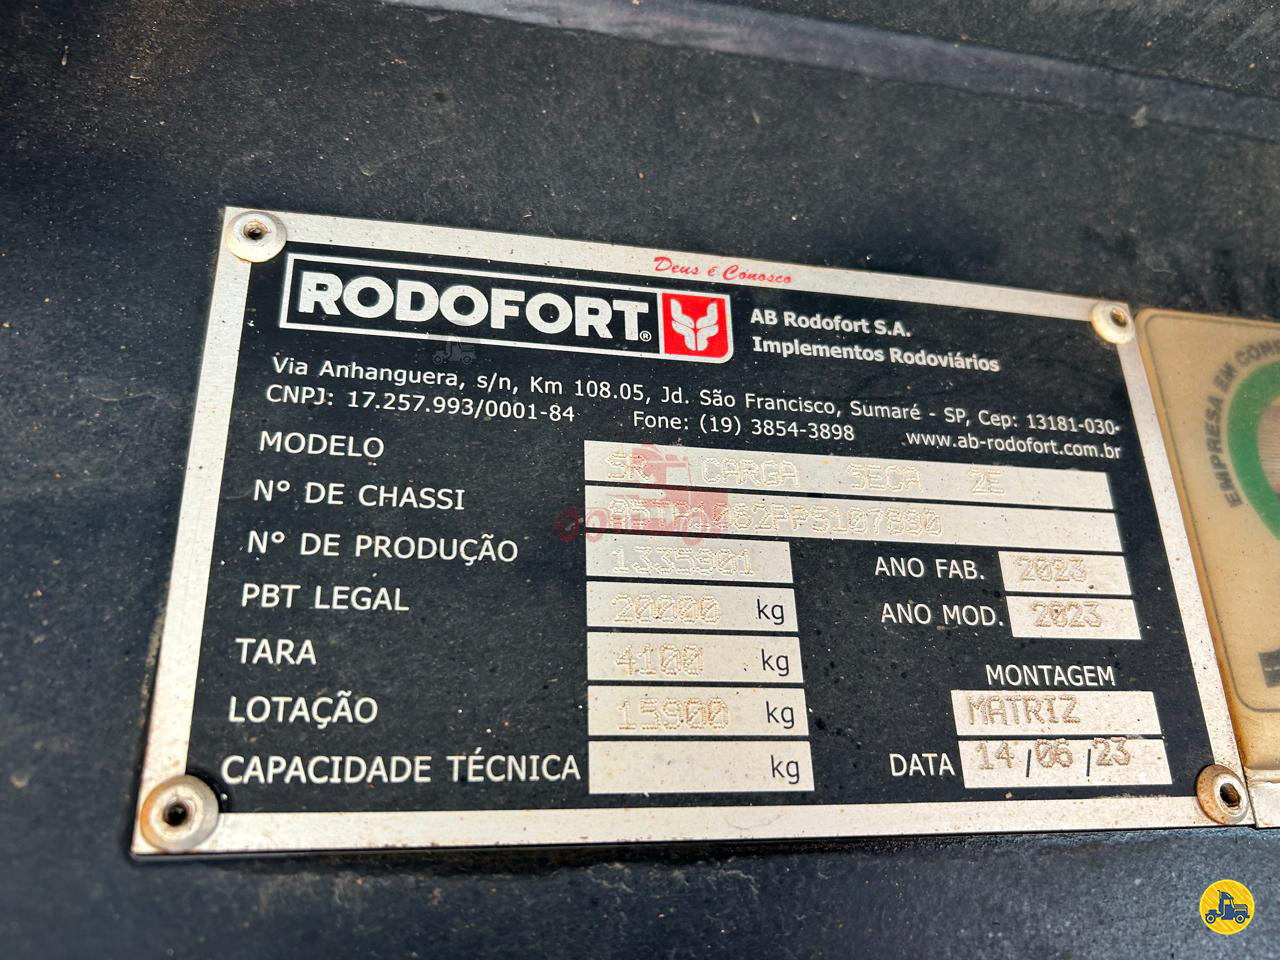 Deus é Conosco
RODOFORT®
AB Rodofort S.A.
Implementos Rodoviários
Via Anhanguera, s/n, Km 108.05, Jd. São Francisco, Sumaré - SP, Cep: 13181-030
CNPJ: 17.257.993/0001-84 Fone: (19) 3854-3898 www.ab-rodofort.com.br
MODELO SR CARGA SECA 2E
Nº DE CHASSI
Nº DE PRODUÇÃO 1335901
ANO FAB. 2023
PBT LEGAL 20000 kg
ANO MOD. 2023
TARA 4100 kg
MONTAGEM
LOTAÇÃO 15900 kg
MATRIZ
CAPACIDADE TÉCNICA kg
DATA 14/06/23
EMPRESA EM